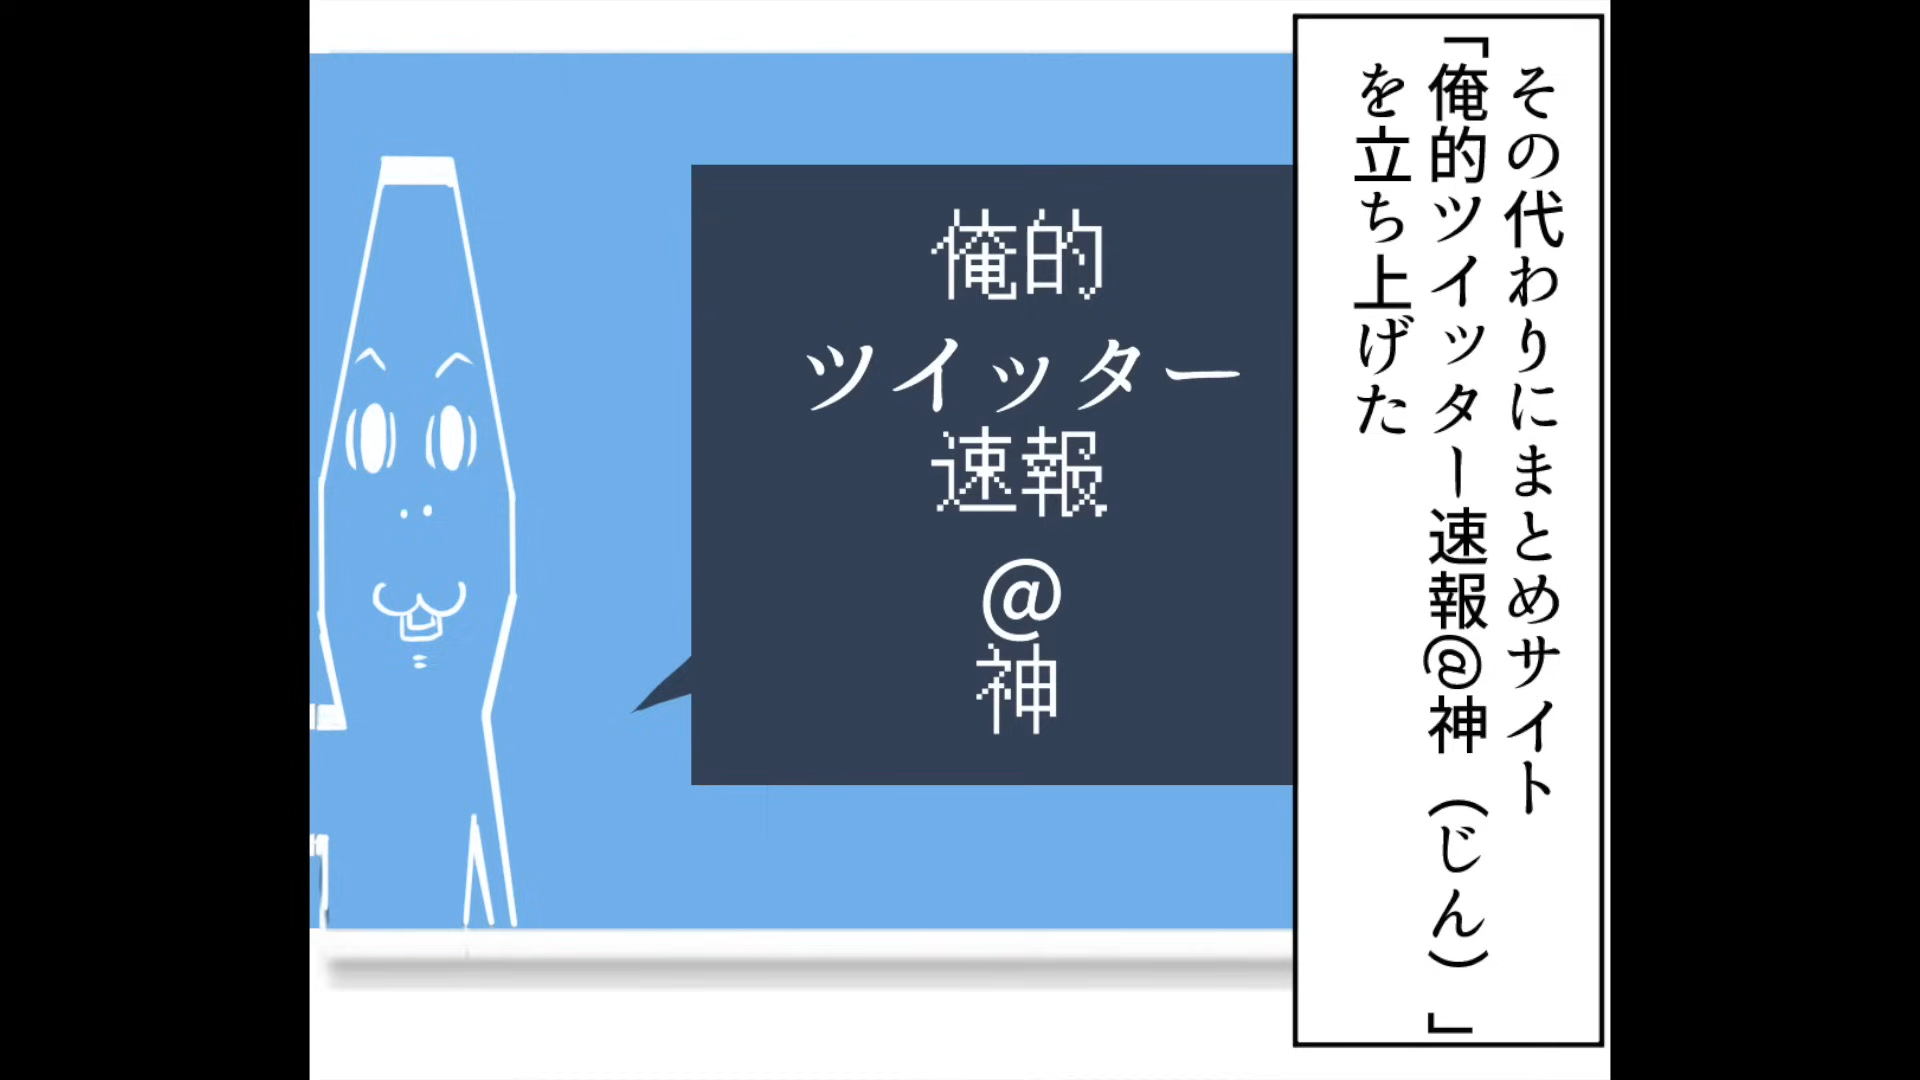 その代わりにまとめサイト
「俺的ツイッター速報@神（じん）」
を立ち上げた
俺的
ツイッター
速報
@
神